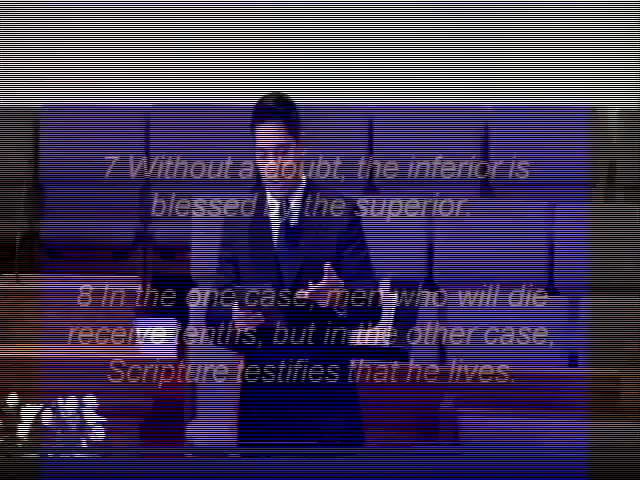 7 Without a doubt, the inferior is
blessed by the superior.
8 In the one case, men who will die
receive tenths, but in the other case,
Scripture testifies that he lives.